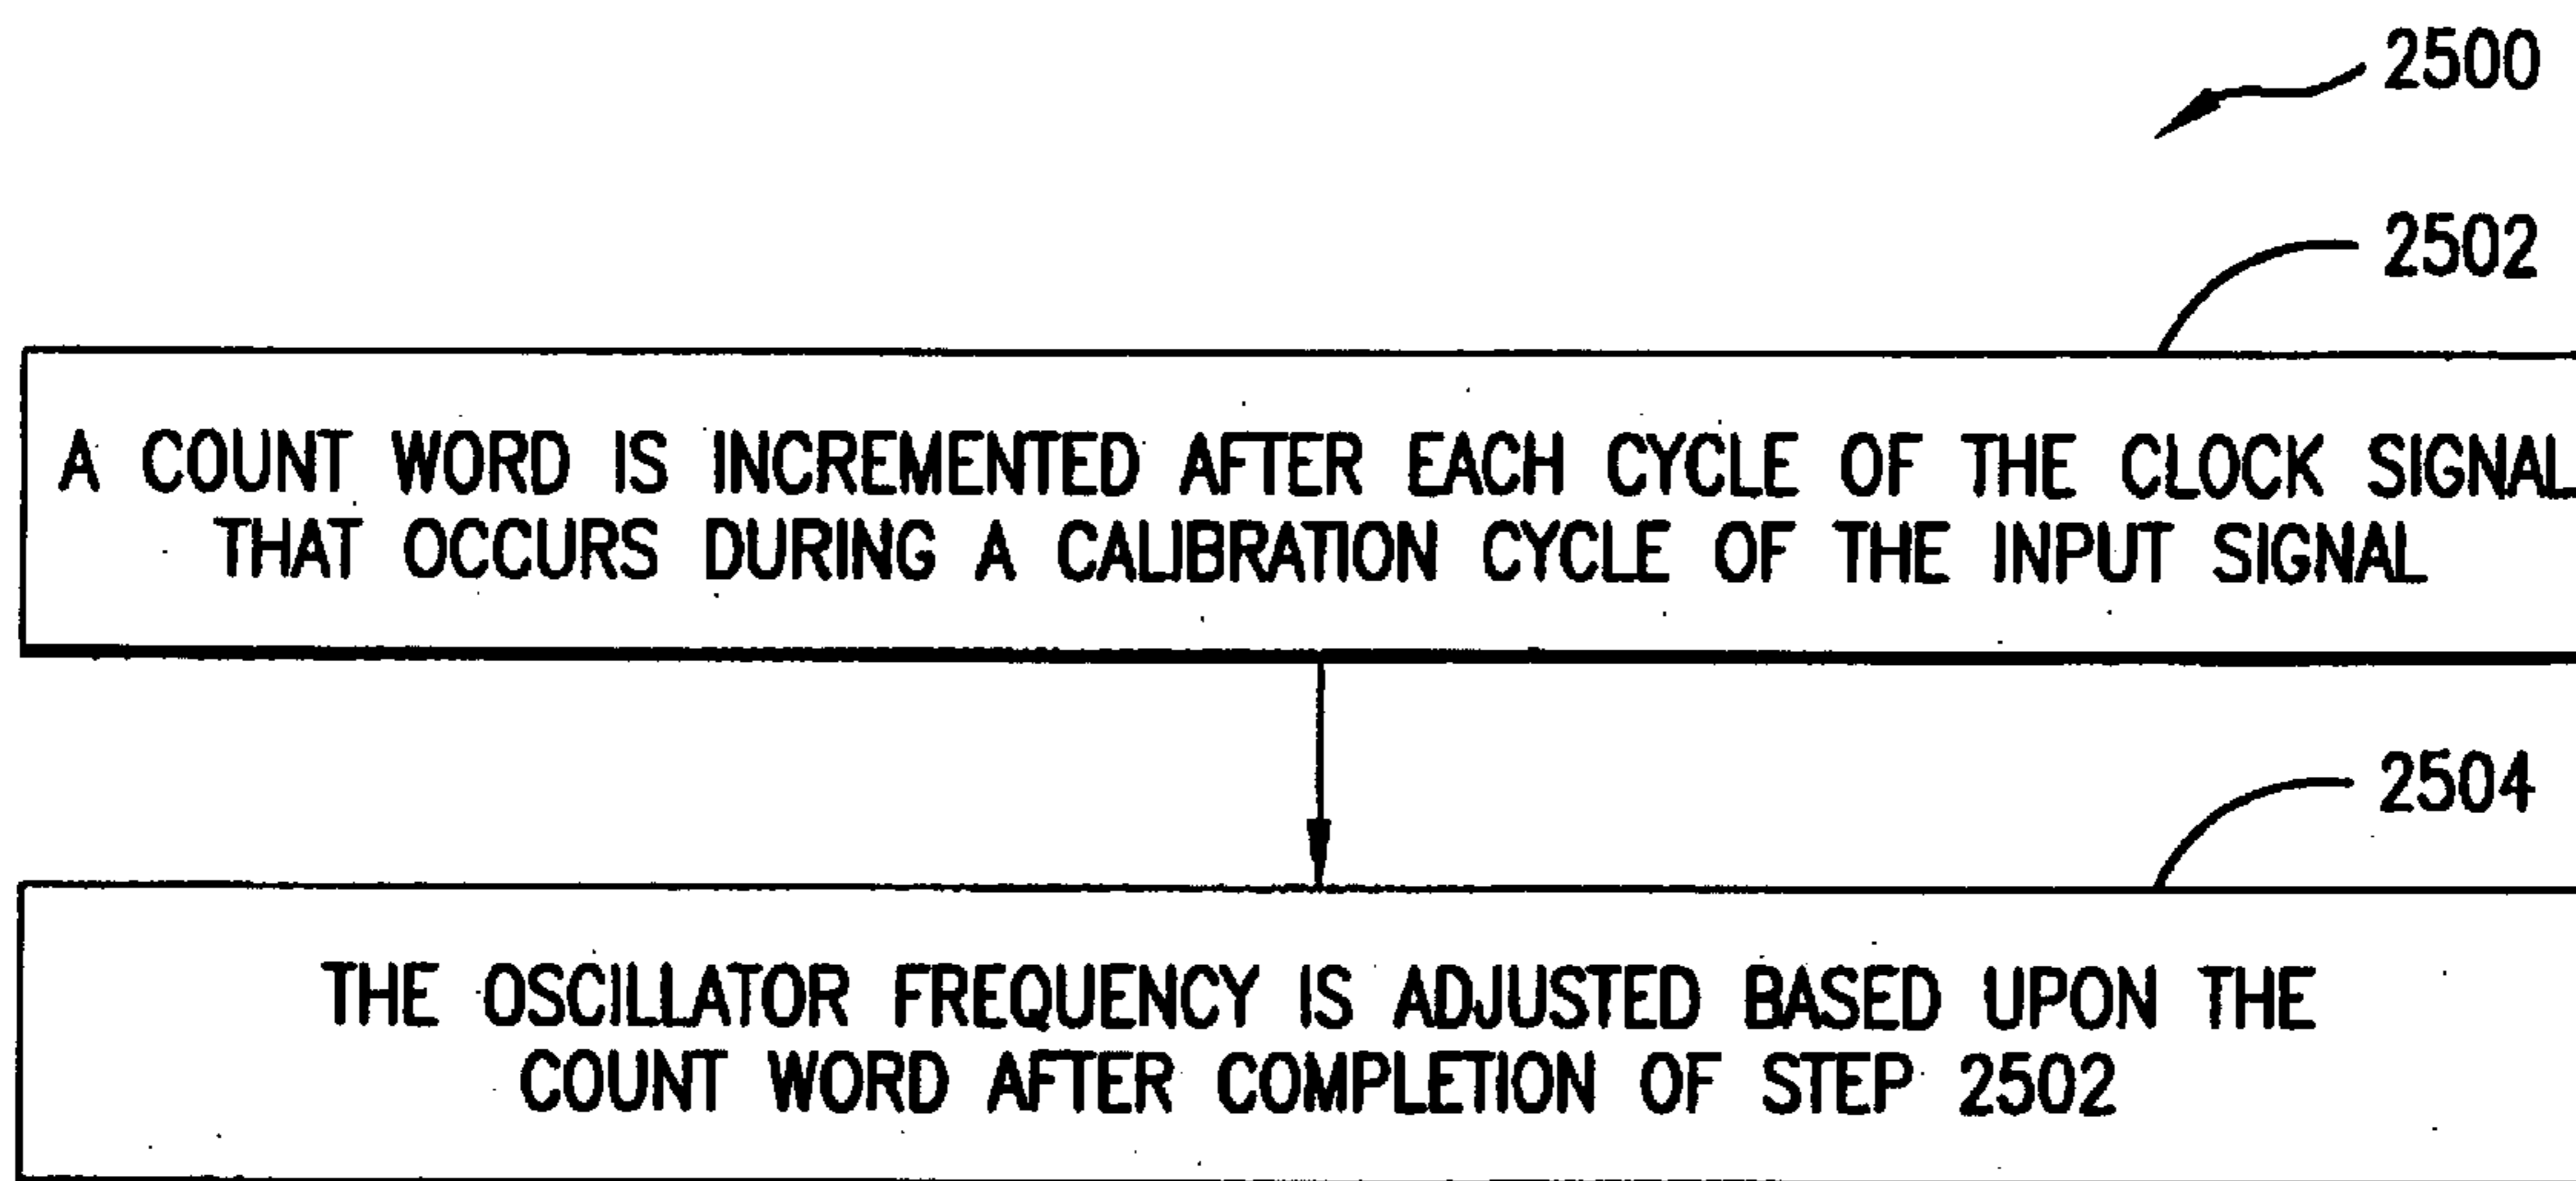 2500
2502
A COUNT WORD IS INCREMENTED AFTER EACH CYCLE OF THE CLOCK SIGNAL
THAT OCCURS DURING A CALIBRATION CYCLE OF THE INPUT SIGNAL
2504
THE OSCILLATOR FREQUENCY IS ADJUSTED BASED UPON THE
COUNT WORD AFTER COMPLETION OF STEP 2502